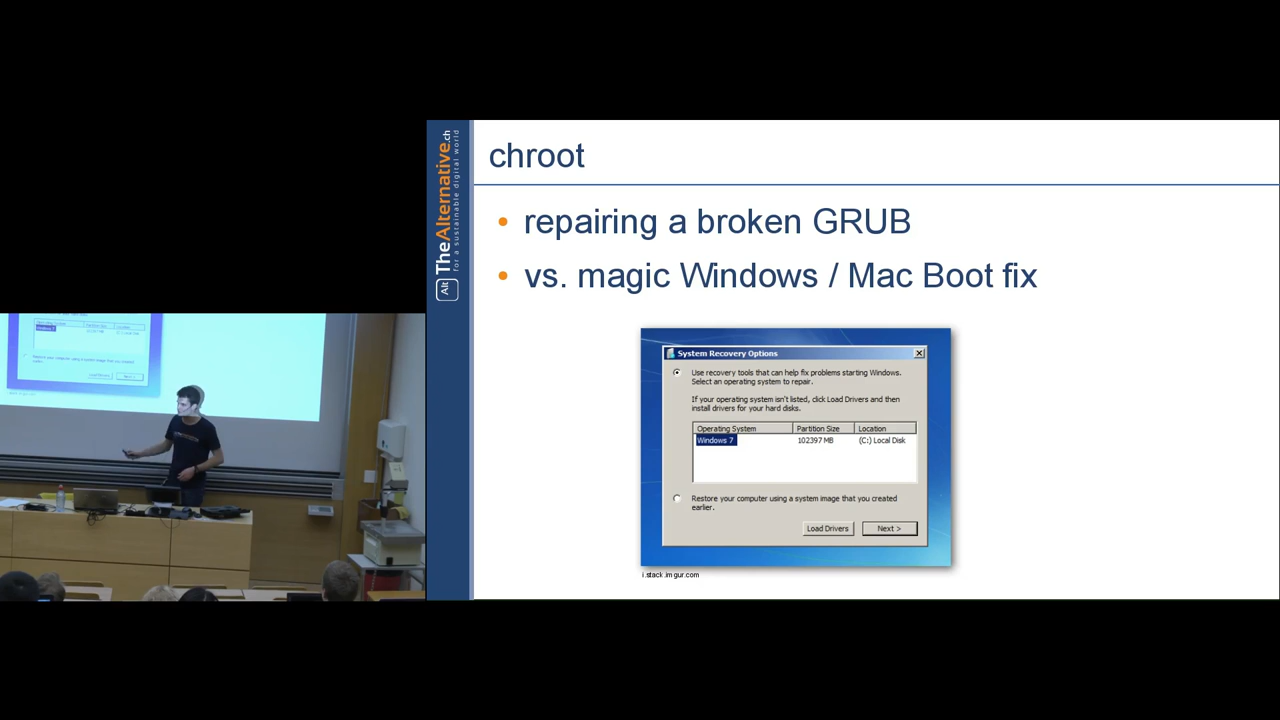 chroot
• repairing a broken GRUB
• vs. magic Windows / Mac Boot fix
Alt TheAlternative.ch
for a sustainable digital world
System Recovery Options
Use recovery tools that can help fix problems starting Windows.
Select an operating system to repair.
If your operating system isn't listed, click Load Drivers and then
install drivers for your hard disks.
Operating System Partition Size Location
Windows 7 102397 MB (C:) Local Disk
Restore your computer using a system image that you created
earlier.
Load Drivers Next >
i.stack.imgur.com